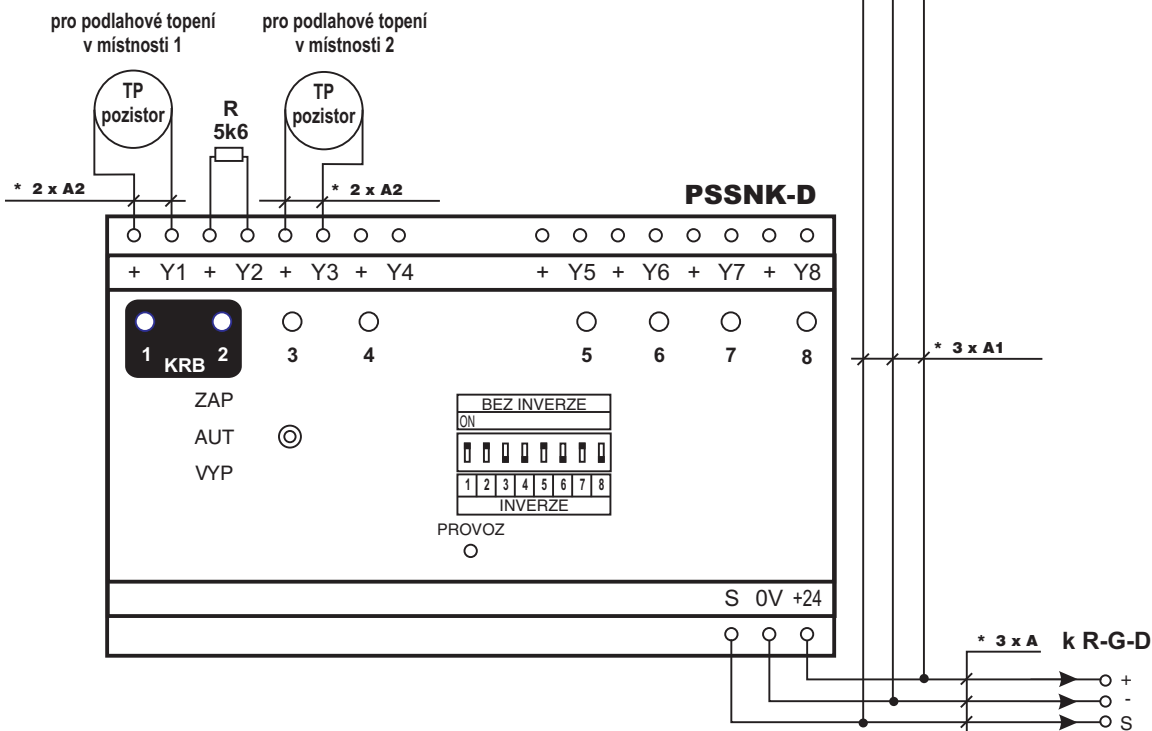 pro podlahové topení
v místnosti 1
pro podlahové topení
v místnosti 2
TP
pozistor
R
5k6
TP
pozistor
* 2 x A2
* 2 x A2
PSSNK-D
+ Y1 + Y2 + Y3 + Y4 + Y5 + Y6 + Y7 + Y8
1 KRB 2 3 4 5 6 7 8
* 3 x A1
ZAP
AUT
VYP
BEZ INVERZE
ON
1 2 3 4 5 6 7 8
INVERZE
PROVOZ
S 0V +24
* 3 x A
k R-G-D
+
-
S